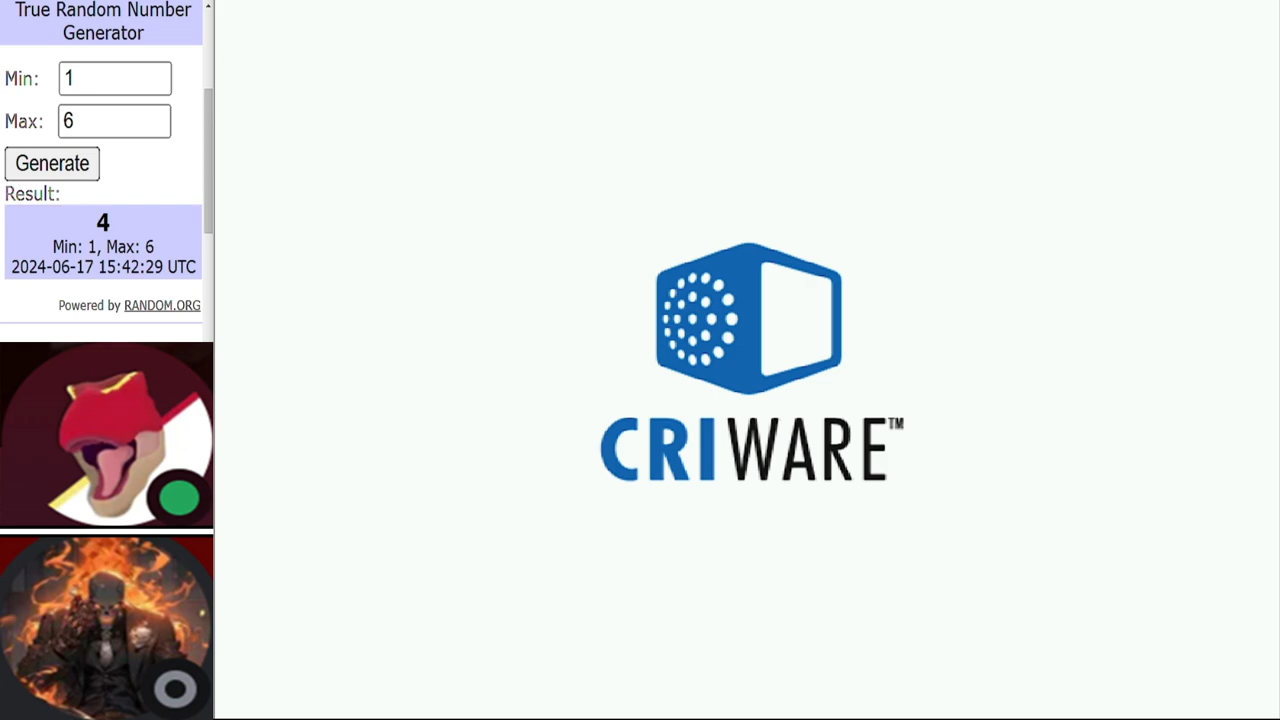 True Random Number
Generator
Min: 1
Max: 6
Generate
Result:
4
Min: 1, Max: 6
2024-06-17 15:42:29 UTC
Powered by RANDOM.ORG
CRIWARE™